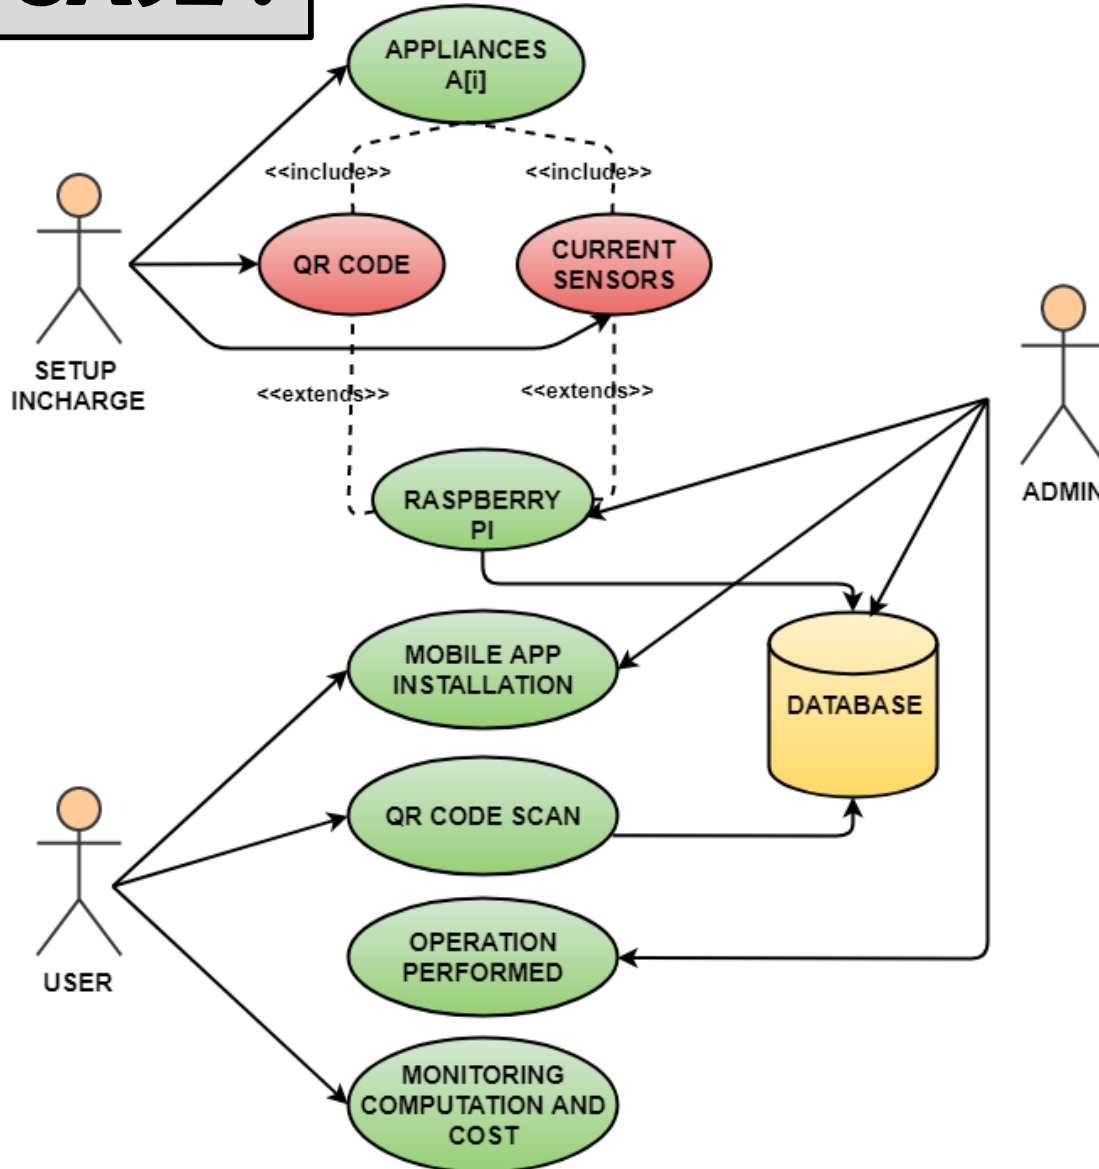 APPLIANCES
A[i]
<<include>>
<<include>>
QR CODE
CURRENT
SENSORS
SETUP
INCHARGE
<<extends>>
<<extends>>
RASPBERRY
PI
ADMIN
MOBILE APP
INSTALLATION
DATABASE
QR CODE SCAN
OPERATION
PERFORMED
USER
MONITORING
COMPUTATION AND
COST